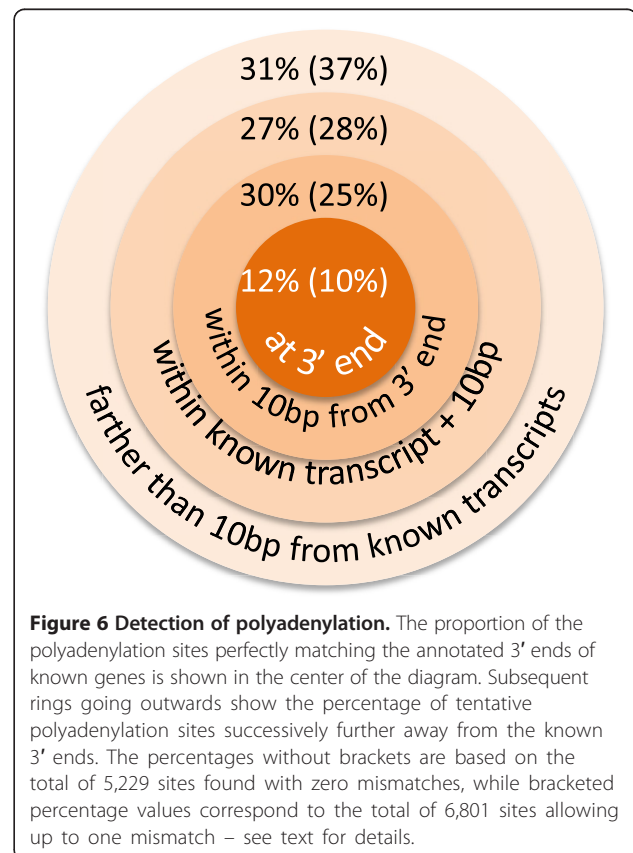 31% (37%)
27% (28%)
30% (25%)
12% (10%)
at 3’ end
within 10bp from 3’ end
within known transcript + 10bp
farther than 10bp from known transcripts
Figure 6 Detection of polyadenylation. The proportion of the
polyadenylation sites perfectly matching the annotated 3′ ends of
known genes is shown in the center of the diagram. Subsequent
rings going outwards show the percentage of tentative
polyadenylation sites successively further away from the known
3′ ends. The percentages without brackets are based on the
total of 5,229 sites found with zero mismatches, while bracketed
percentage values correspond to the total of 6,801 sites allowing
up to one mismatch – see text for details.